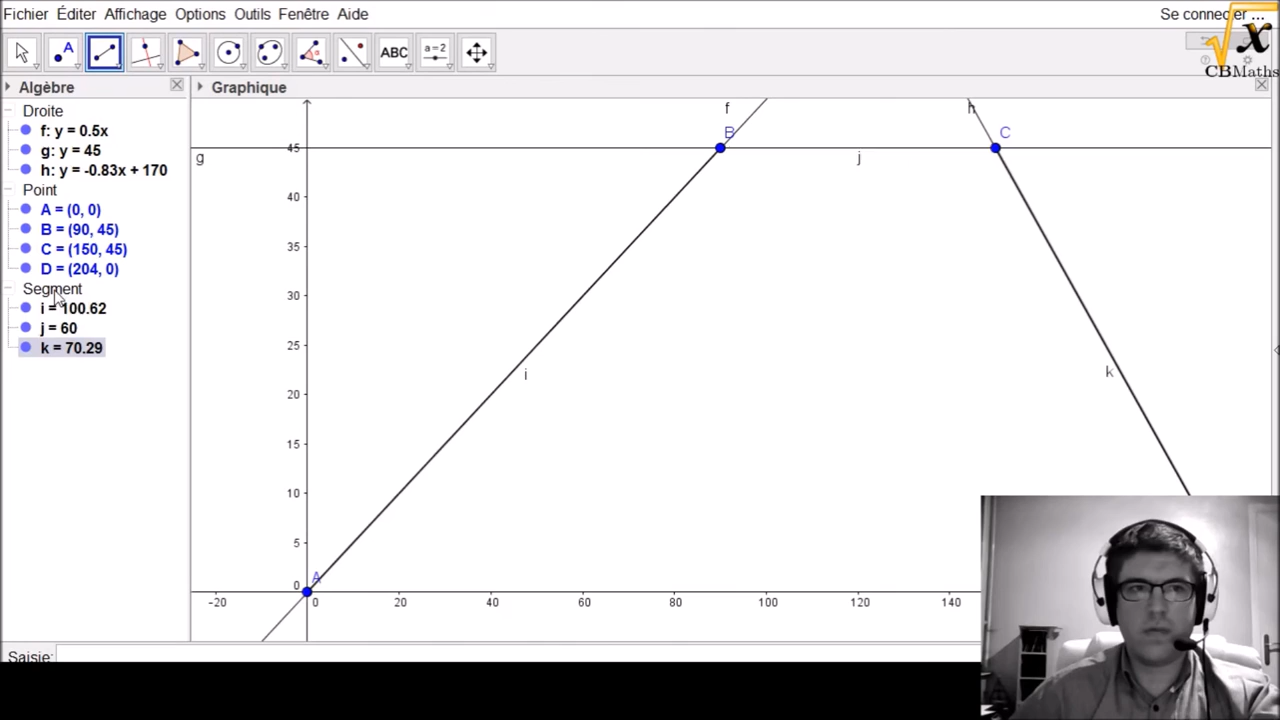 Fichier Éditer Affichage Options Outils Fenêtre Aide
Se connecter ...
A
ABC
a=2
x
CBMaths
Algèbre
Graphique
Droite
f: y = 0.5x
g: y = 45
h: y = -0.83x + 170
Point
A = (0, 0)
B = (90, 45)
C = (150, 45)
D = (204, 0)
Segment
i = 100.62
j = 60
k = 70.29
f
h
B
C
g
45
j
40
35
30
25
i
k
20
15
10
5
0
A
-20
0
20
40
60
80
100
120
140
Saisie: